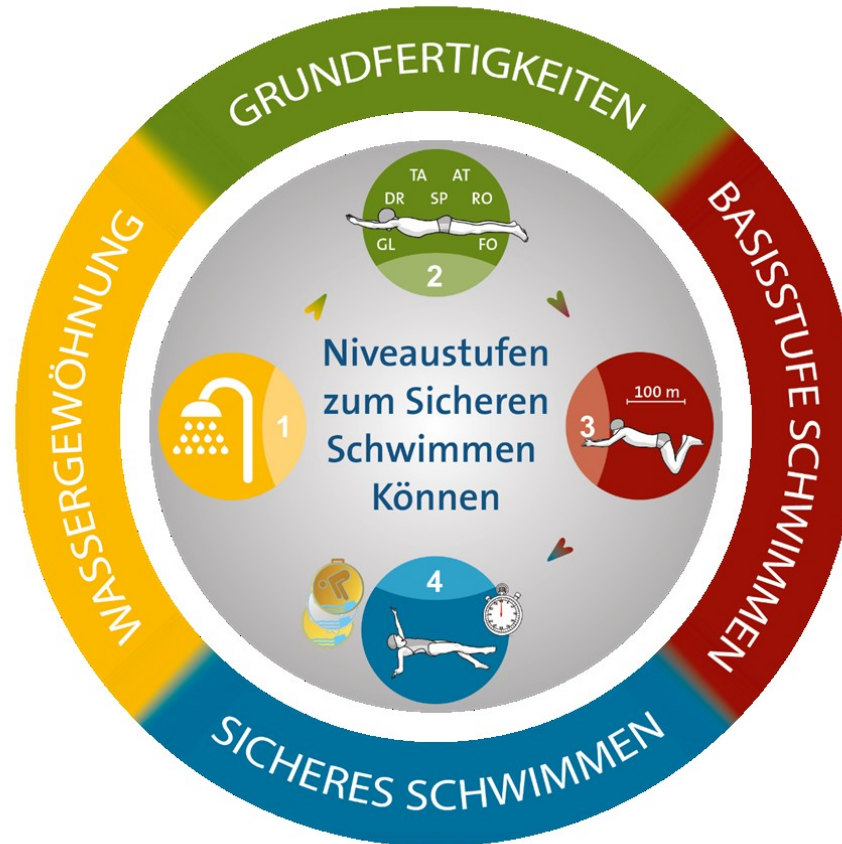 GRUNDFERTIGKEITEN
BASISSTUFE SCHWIMMEN
SICHERES SCHWIMMEN
WASSERGEWÖHNUNG
TA AT
DR SP RO
GL FO
2
Niveaustufen
zum Sicheren
Schwimmen
Können
1
100 m
3
4